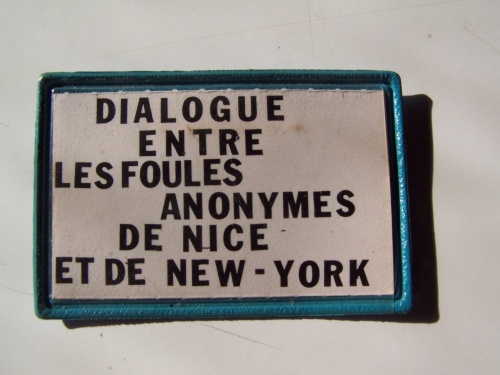 DIALOGUE
ENTRE
LES FOULES
ANONYMES
DE NICE
ET DE NEW-YORK